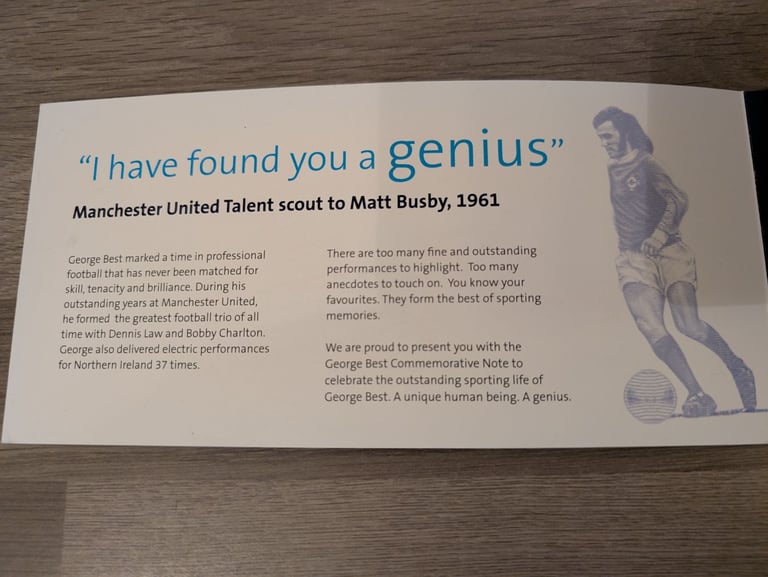 “I have found you a genius”
Manchester United Talent scout to Matt Busby, 1961
George Best marked a time in professional
football that has never been matched for
skill, tenacity and brilliance. During his
outstanding years at Manchester United,
he formed the greatest football trio of all
time with Dennis Law and Bobby Charlton.
George also delivered electric performances
for Northern Ireland 37 times.
There are too many fine and outstanding
performances to highlight. Too many
anecdotes to touch on. You know your
favourites. They form the best of sporting
memories.
We are proud to present you with the
George Best Commemorative Note to
celebrate the outstanding sporting life of
George Best. A unique human being. A genius.